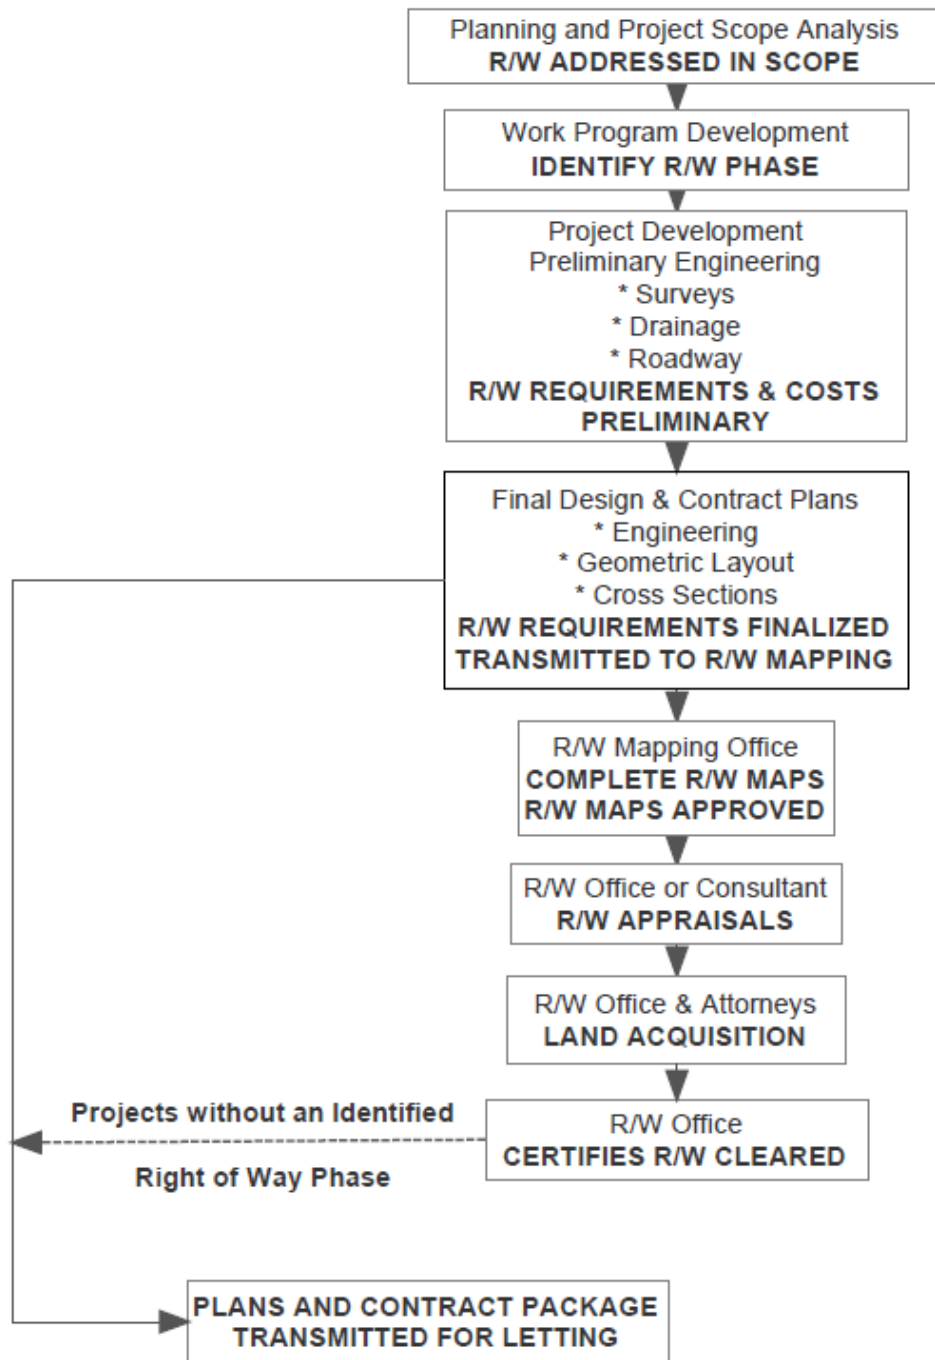 Planning and Project Scope Analysis
R/W ADDRESSED IN SCOPE
Work Program Development
IDENTIFY R/W PHASE
Project Development
Preliminary Engineering
* Surveys
* Drainage
* Roadway
R/W REQUIREMENTS & COSTS
PRELIMINARY
Final Design & Contract Plans
* Engineering
* Geometric Layout
* Cross Sections
R/W REQUIREMENTS FINALIZED
TRANSMITTED TO R/W MAPPING
R/W Mapping Office
COMPLETE R/W MAPS
R/W MAPS APPROVED
R/W Office or Consultant
R/W APPRAISALS
R/W Office & Attorneys
LAND ACQUISITION
Projects without an Identified
Right of Way Phase
R/W Office
CERTIFIES R/W CLEARED
PLANS AND CONTRACT PACKAGE
TRANSMITTED FOR LETTING